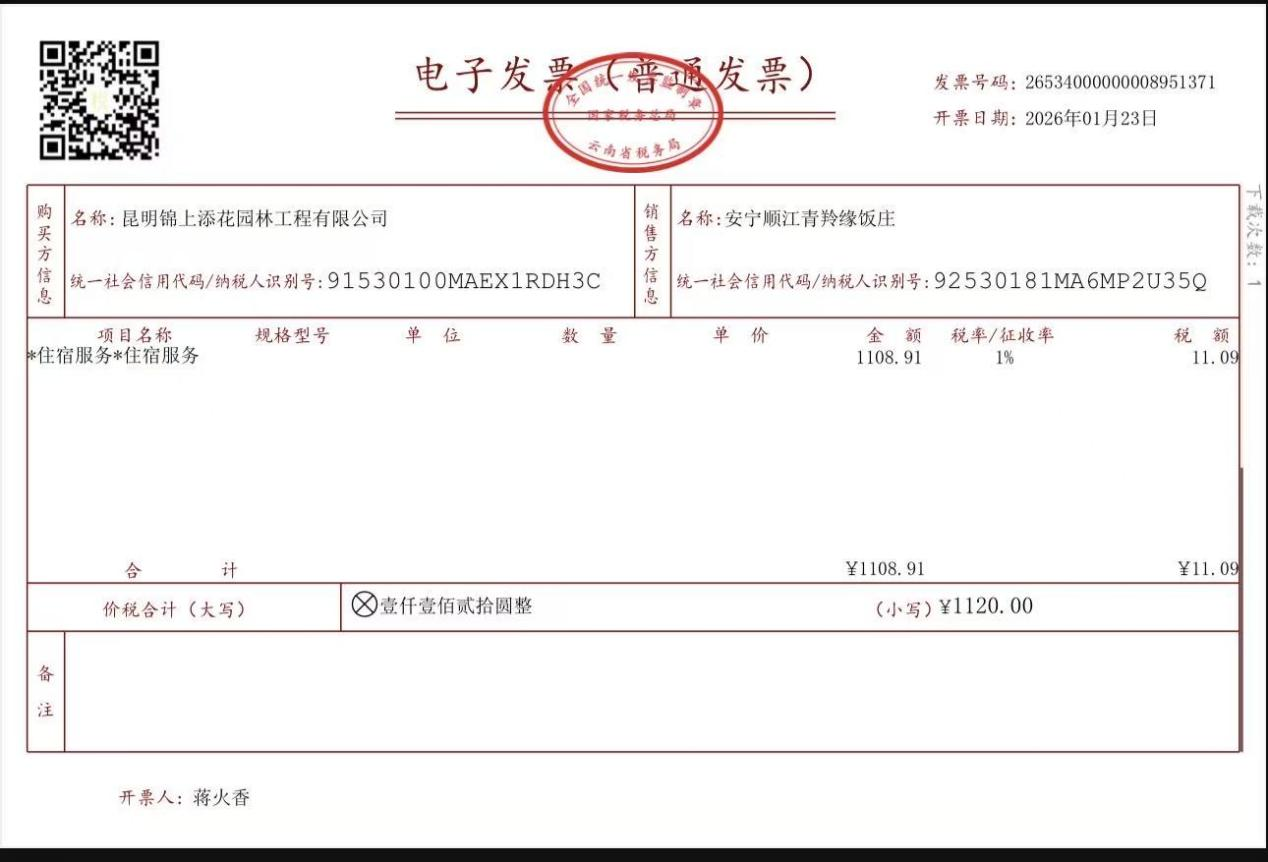 电子发票（普通发票）
全国统一发票监制章
国家税务总局
云南省税务局
发票号码：26534000000008951371
开票日期：2026年01月23日
下载次数：1
购买方信息
名称：昆明锦上添花园林工程有限公司
统一社会信用代码/纳税人识别号：91530100MAEX1RDH3C
销售方信息
名称：安宁顺江青羚缘饭庄
统一社会信用代码/纳税人识别号：92530181MA6MP2U35Q
项目名称 规格型号 单位 数量 单价 金额 税率/征收率 税额
*住宿服务*住宿服务 1108.91 1% 11.09
合计 ¥1108.91 ¥11.09
价税合计（大写） ⊗壹仟壹佰贰拾圆整 （小写）¥1120.00
备注
开票人：蒋火香